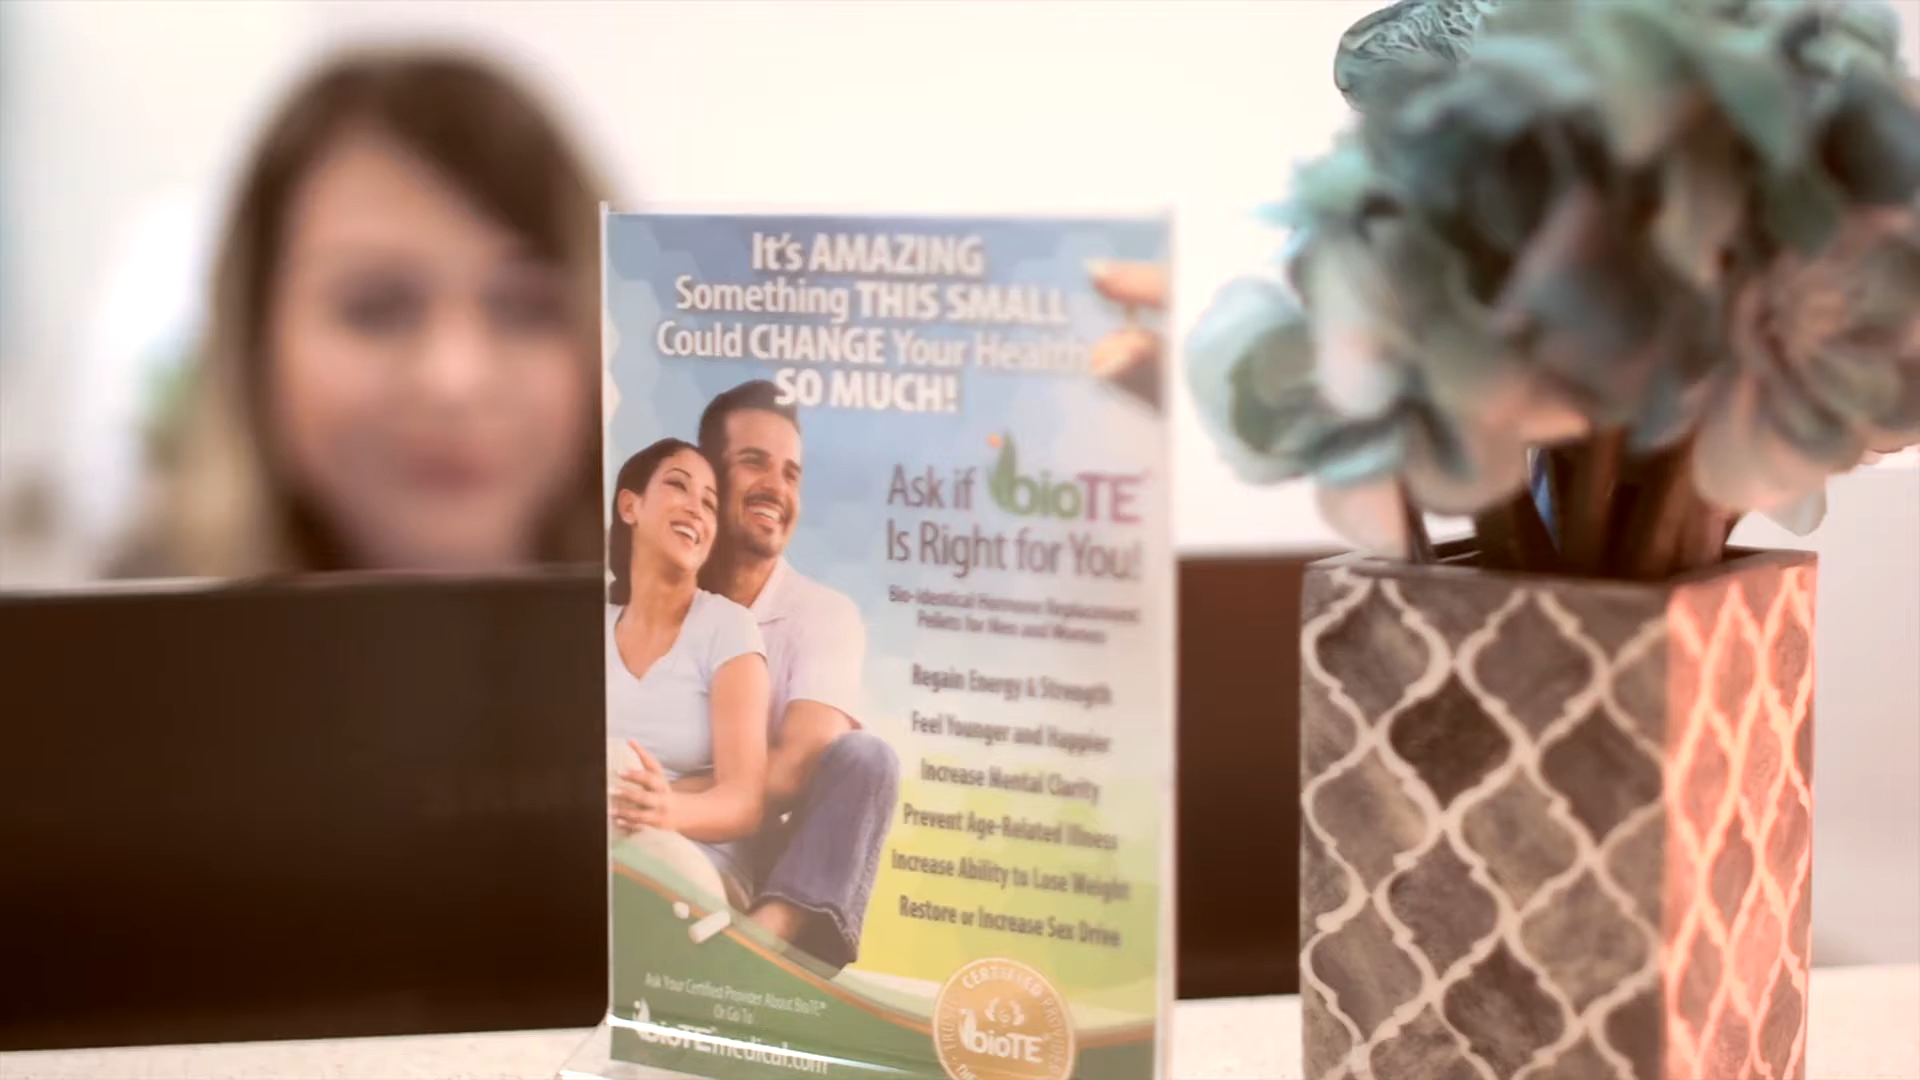 It's AMAZING
Something THIS SMALL
Could CHANGE Your Health
SO MUCH!
Ask if bioTE
Is Right for You!
Bio-Identical Hormone Replacement
Pellets for Men and Women
Regain Energy & Strength
Feel Younger and Happier
Increase Mental Clarity
Prevent Age-Related Illness
Increase Ability to Lose Weight
Restore or Increase Sex Drive
Ask Your Certified Provider About BioTE™
Or Go To
bioTEmedical.com
CERTIFIED PROVIDER
bioTE